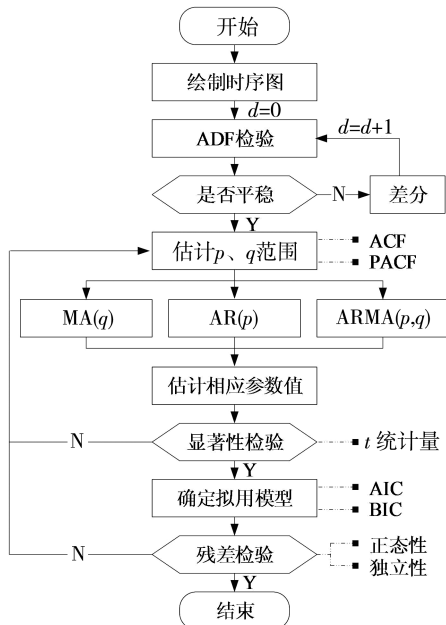 开始
绘制时序图
d=0
d=d+1
ADF检验
是否平稳
N
差分
Y
估计p、q范围
ACF
PACF
MA(q)
AR(p)
ARMA(p,q)
估计相应参数值
N
显著性检验
t 统计量
Y
确定拟用模型
AIC
BIC
N
残差检验
正态性
独立性
Y
结束